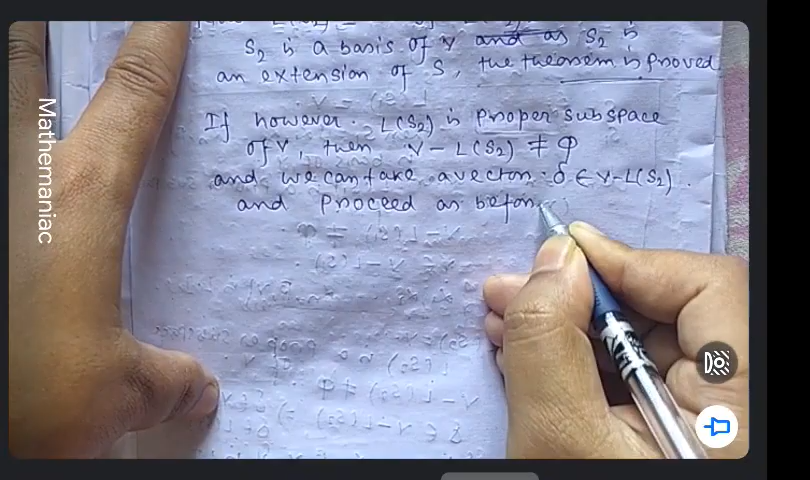 S₂ is a basis of V and as S₂ is
an extension of S, the theorem is proved
If however L(S₂) is proper subspace
of V, then V - L(S₂) ≠ φ
and we can take a vector δ ∈ V-L(S₂).
and proceed as befor
Mathemaniac